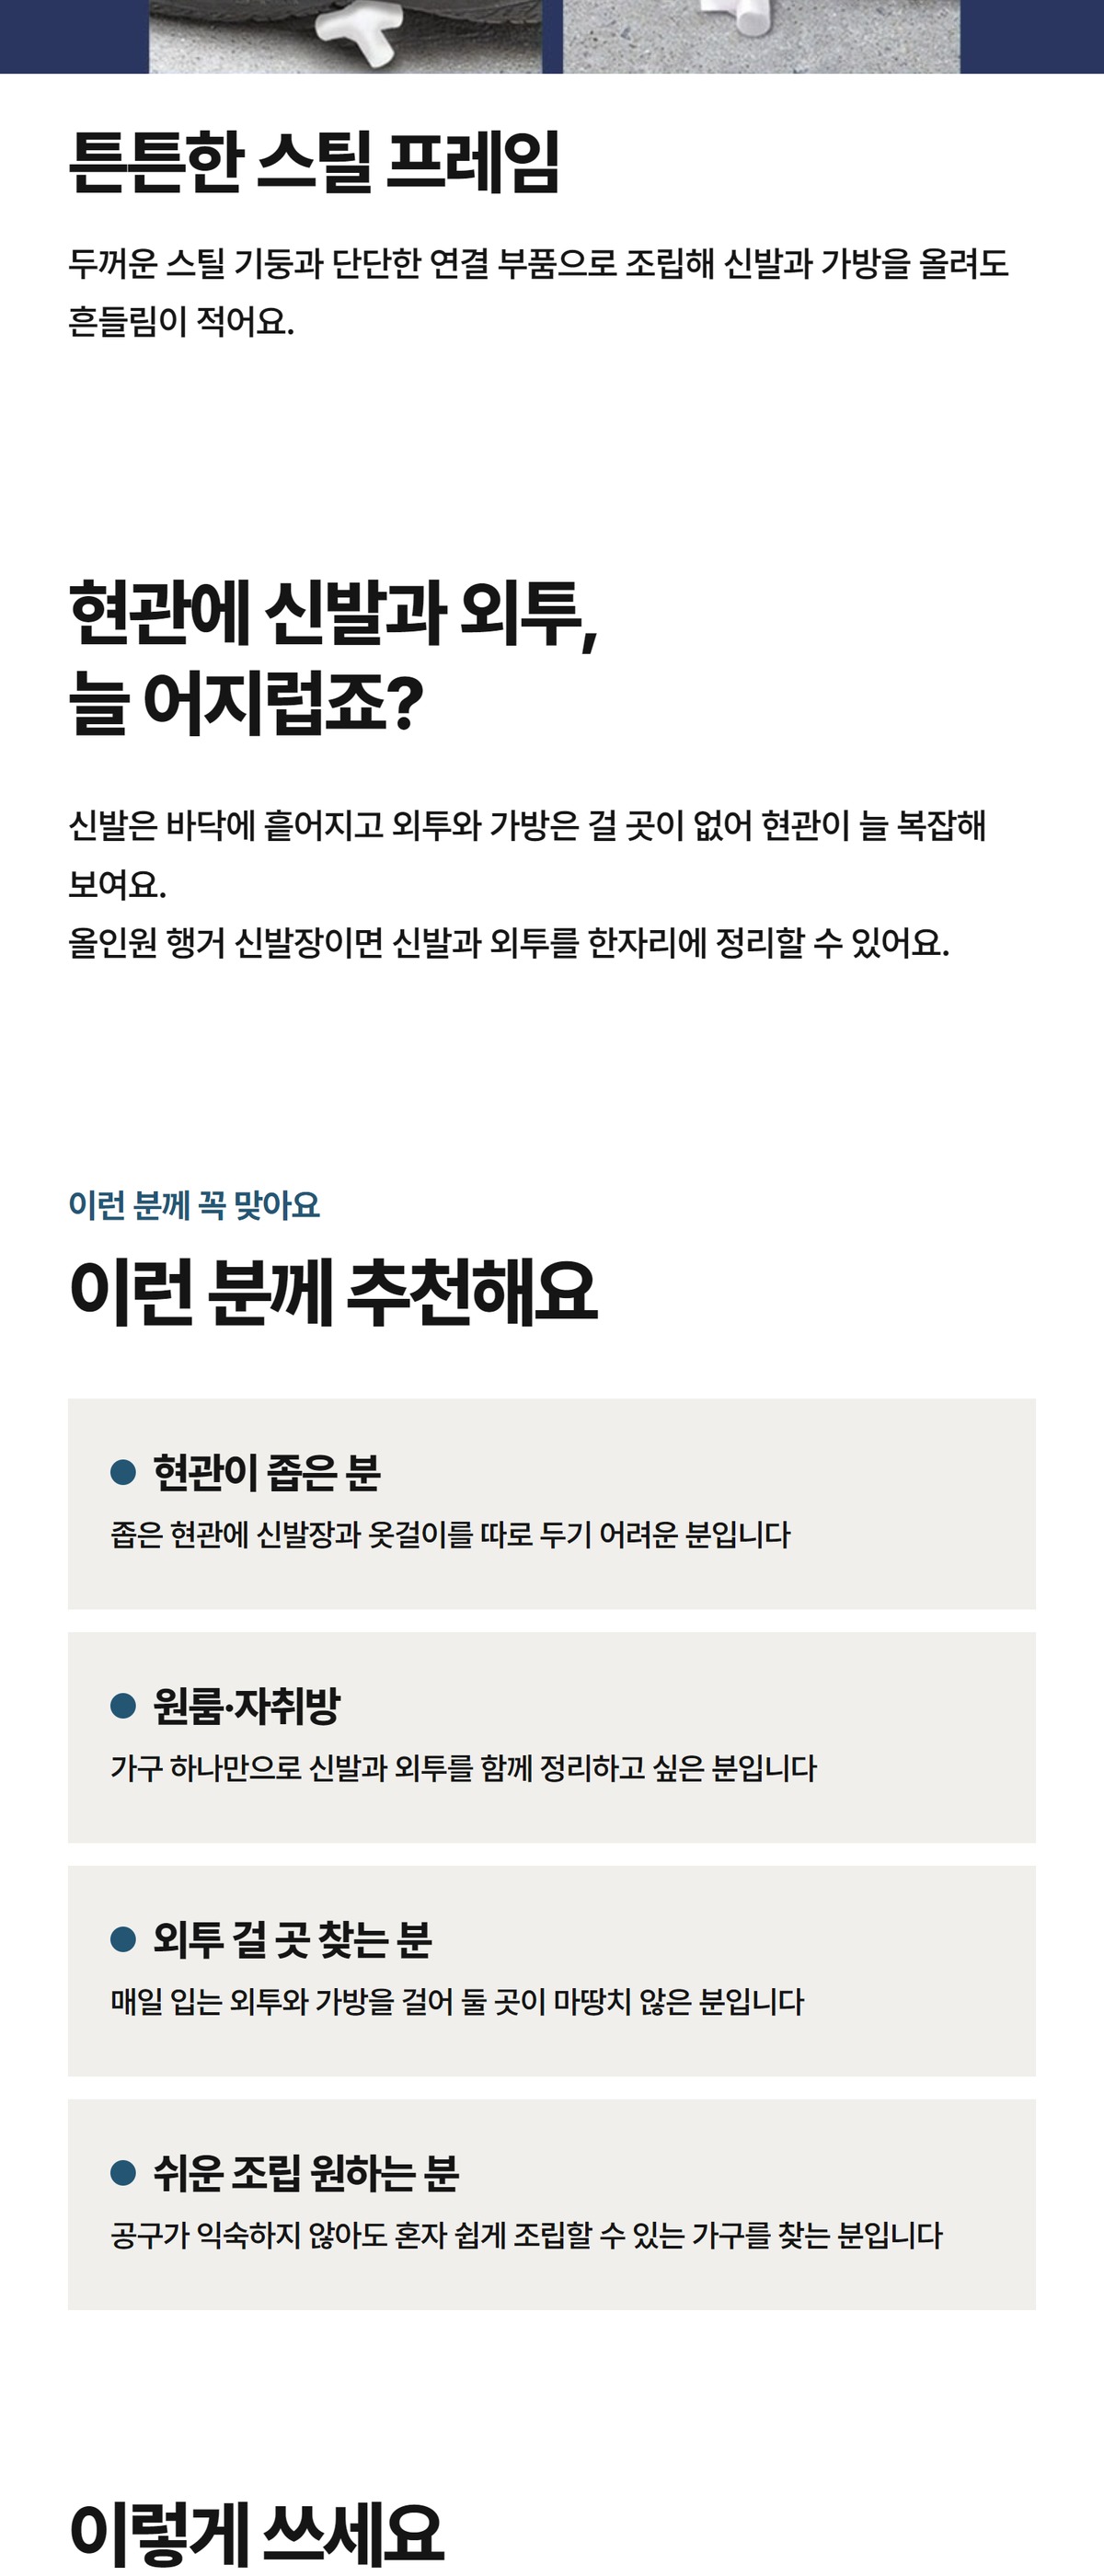 튼튼한 스틸 프레임
두꺼운 스틸 기둥과 단단한 연결 부품으로 조립해 신발과 가방을 올려도
흔들림이 적어요.
현관에 신발과 외투,
늘 어지럽죠?
신발은 바닥에 흩어지고 외투와 가방은 걸 곳이 없어 현관이 늘 복잡해
보여요.
올인원 행거 신발장이면 신발과 외투를 한자리에 정리할 수 있어요.
이런 분께 꼭 맞아요
이런 분께 추천해요
현관이 좁은 분
좁은 현관에 신발장과 옷걸이를 따로 두기 어려운 분입니다
원룸·자취방
가구 하나만으로 신발과 외투를 함께 정리하고 싶은 분입니다
외투 걸 곳 찾는 분
매일 입는 외투와 가방을 걸어 둘 곳이 마땅치 않은 분입니다
쉬운 조립 원하는 분
공구가 익숙하지 않아도 혼자 쉽게 조립할 수 있는 가구를 찾는 분입니다
이렇게 쓰세요